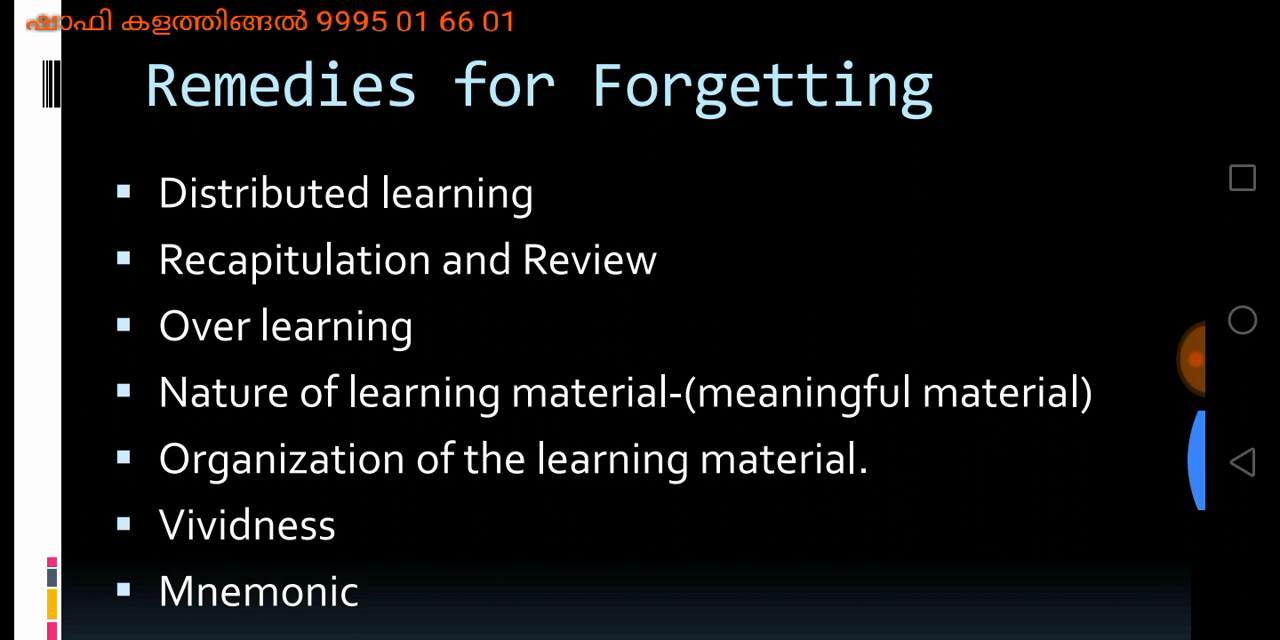 ഷാഫി കളത്തിങ്ങൽ 9995 01 66 01
Remedies for Forgetting
Distributed learning
Recapitulation and Review
Over learning
Nature of learning material-(meaningful material)
Organization of the learning material.
Vividness
Mnemonic